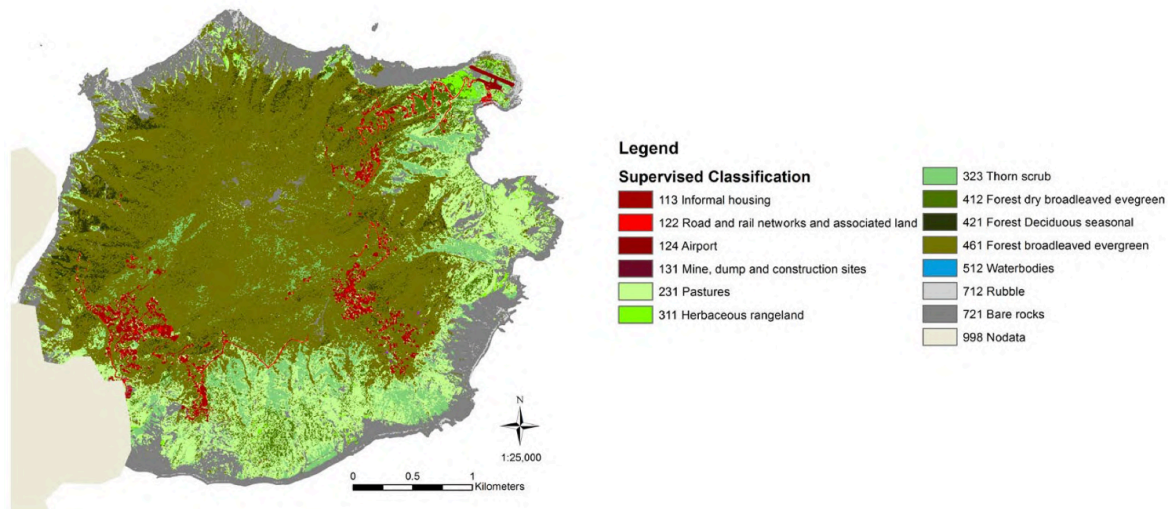 N
1:25,000
0 0.5 1
Kilometers
Legend
Supervised Classification
113 Informal housing
122 Road and rail networks and associated land
124 Airport
131 Mine, dump and construction sites
231 Pastures
311 Herbaceous rangeland
323 Thorn scrub
412 Forest dry broadleaved evegreen
421 Forest Deciduous seasonal
461 Forest broadleaved evergreen
512 Waterbodies
712 Rubble
721 Bare rocks
998 Nodata